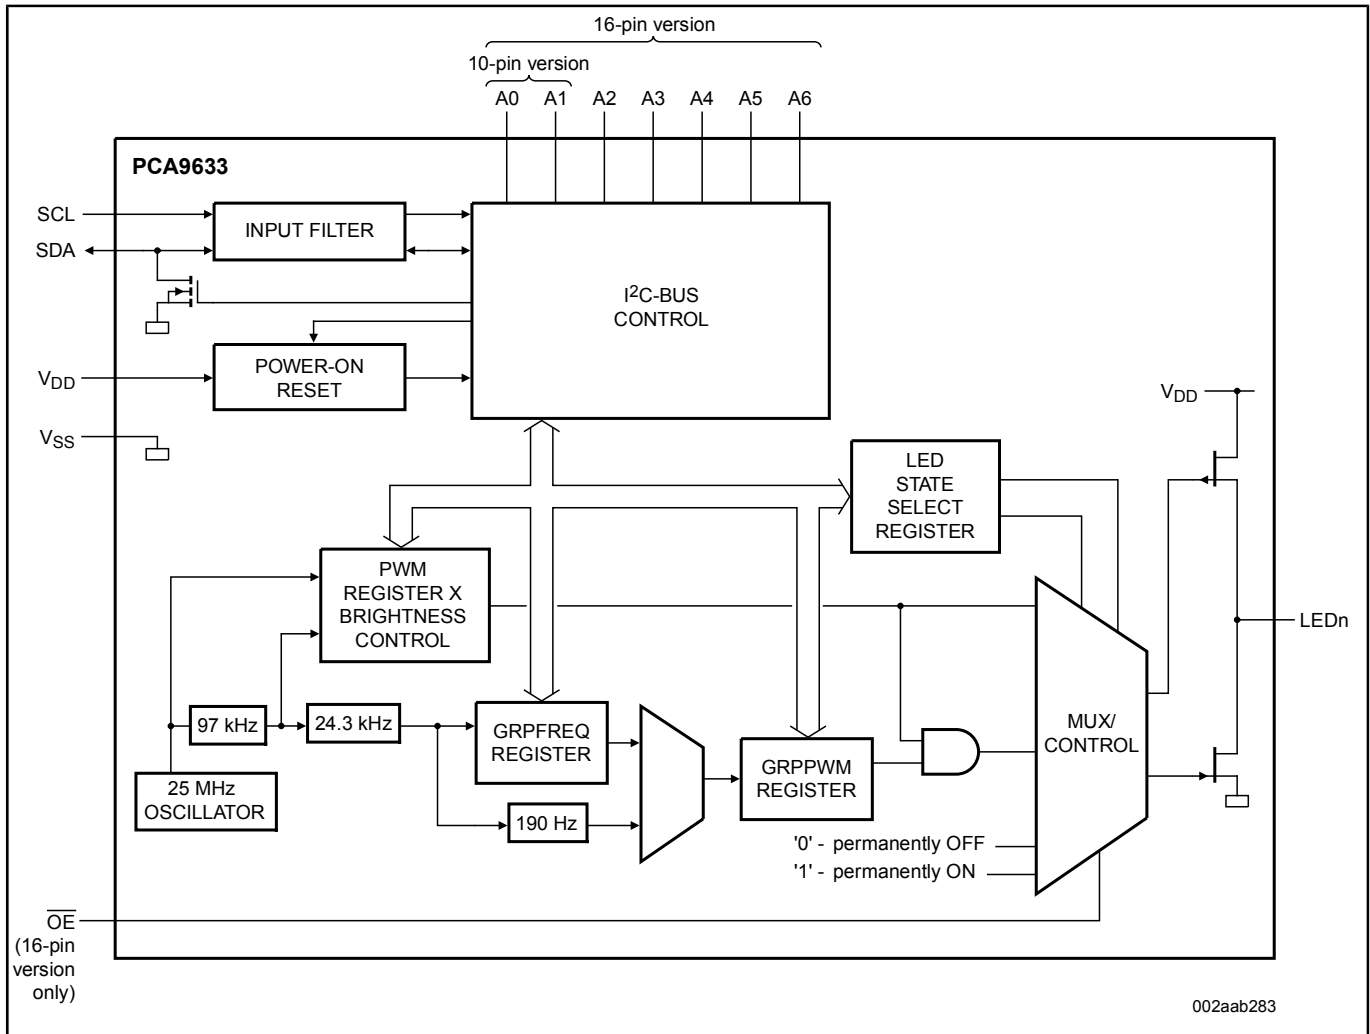 16-pin version
10-pin version
A0 A1 A2 A3 A4 A5 A6
PCA9633
SCL
SDA
INPUT FILTER
I2C-BUS
CONTROL
VDD
POWER-ON
RESET
VSS
VDD
LED
STATE
SELECT
REGISTER
PWM
REGISTER X
BRIGHTNESS
CONTROL
LEDn
97 kHz
24.3 kHz
GRPFREQ
REGISTER
MUX/
CONTROL
GRPPWM
REGISTER
25 MHz
OSCILLATOR
190 Hz
'0' - permanently OFF
'1' - permanently ON
OE
(16-pin
version
only)
002aab283